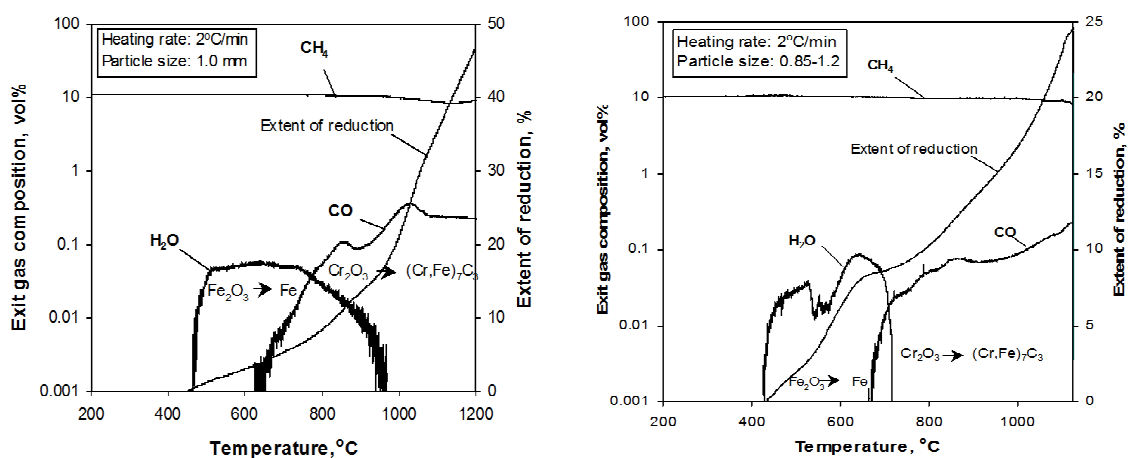 Heating rate: 2°C/min
Particle size: 1.0 mm
CH4
Extent of reduction
CO
H2O
Cr2O3 → (Cr,Fe)7C3
Fe2O3 → Fe
100
10
1
0.1
0.01
0.001
50
40
30
20
10
0
200 400 600 800 1000 1200
Temperature,°C
Exit gas composition, vol%
Extent of reduction, %
Heating rate: 2°C/min
Particle size: 0.85-1.2
CH4
Extent of reduction
H2O
CO
Cr2O3 → (Cr,Fe)7C3
Fe2O3 → Fe
100
10
1
0.1
0.01
0.001
25
20
15
10
5
0
200 400 600 800 1000
Temperature, °C
Exit gas composition, vol%
Extent of reduction, %